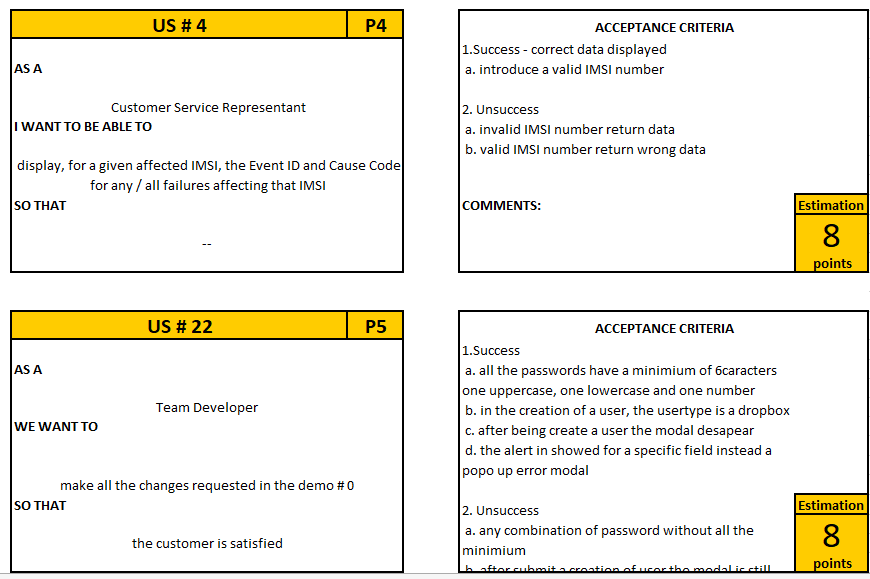 US # 4 P4
AS A
Customer Service Representant
I WANT TO BE ABLE TO
display, for a given affected IMSI, the Event ID and Cause Code
for any / all failures affecting that IMSI
SO THAT
--
ACCEPTANCE CRITERIA
1.Success - correct data displayed
a. introduce a valid IMSI number
2. Unsuccess
a. invalid IMSI number return data
b. valid IMSI number return wrong data
COMMENTS:
Estimation
8
points
US # 22 P5
AS A
Team Developer
WE WANT TO
make all the changes requested in the demo # 0
SO THAT
the customer is satisfied
ACCEPTANCE CRITERIA
1.Success
a. all the passwords have a minimum of 6caracters
one uppercase, one lowercase and one number
b. in the creation of a user, the usertype is a dropbox
c. after being create a user the modal desapear
d. the alert in showed for a specific field instead a
popo up error modal
2. Unsuccess
a. any combination of password without all the
minimium
b. after submit a creation of user the modal is still
Estimation
8
points